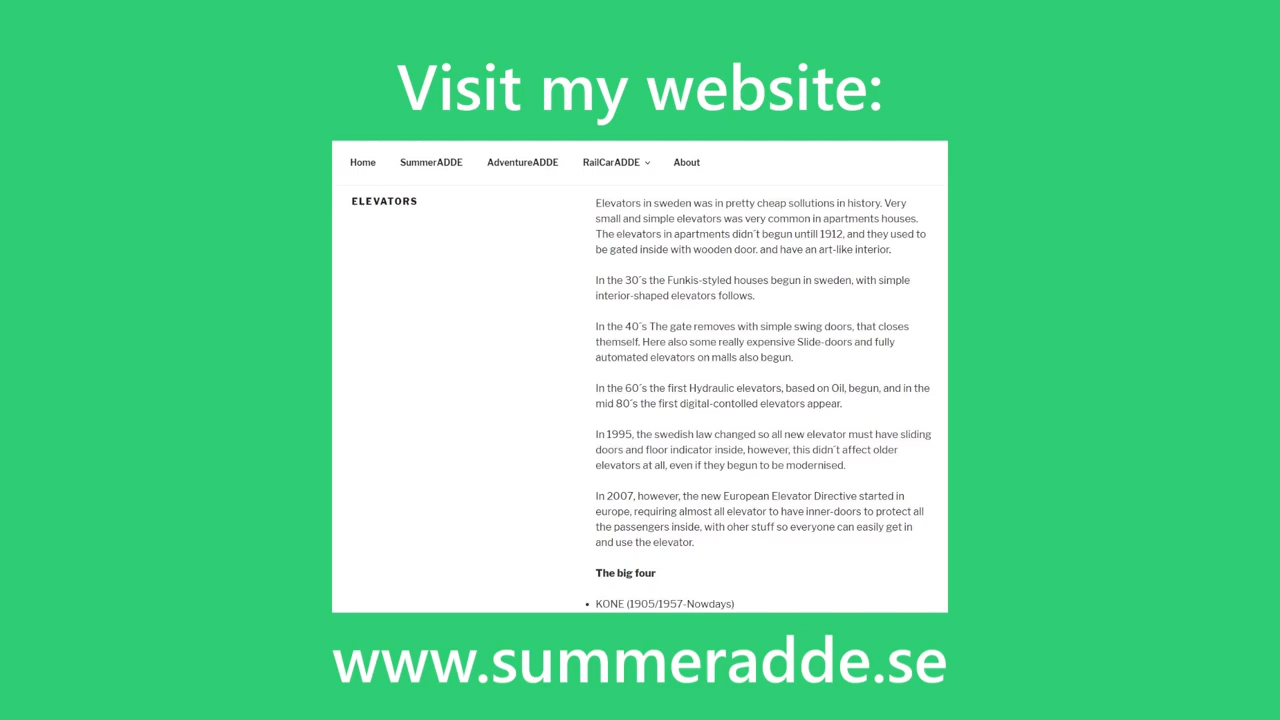 Visit my website:
Home SummerADDE AdventureADDE RailCarADDE About
ELEVATORS
Elevators in sweden was in pretty cheap sollutions in history. Very
small and simple elevators was very common in apartments houses.
The elevators in apartments didn´t begun untill 1912, and they used to
be gated inside with wooden door. and have an art-like interior.
In the 30´s the Funkis-styled houses begun in sweden, with simple
interior-shaped elevators follows.
In the 40´s The gate removes with simple swing doors, that closes
themself. Here also some really expensive Slide-doors and fully
automated elevators on malls also begun.
In the 60´s the first Hydraulic elevators, based on Oil, begun, and in the
mid 80´s the first digital-contolled elevators appear.
In 1995, the swedish law changed so all new elevator must have sliding
doors and floor indicator inside, however, this didn´t affect older
elevators at all, even if they begun to be modernised.
In 2007, however, the new European Elevator Directive started in
europe, requiring almost all elevator to have inner-doors to protect all
the passengers inside, with oher stuff so everyone can easily get in
and use the elevator.
The big four
• KONE (1905/1957-Nowdays)
www.summeradde.se